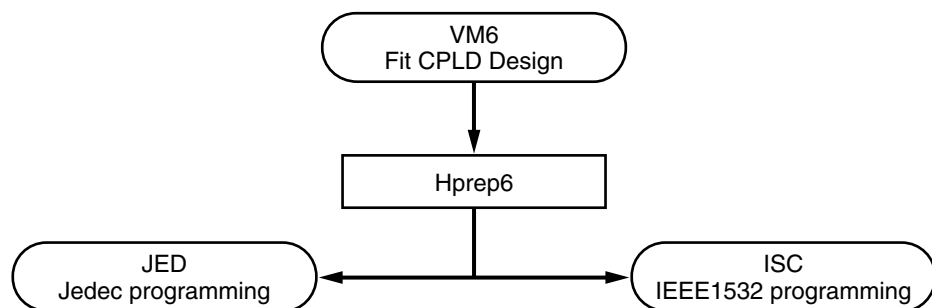 VM6
Fit CPLD Design
Hprep6
JED
Jedec programming
ISC
IEEE1532 programming